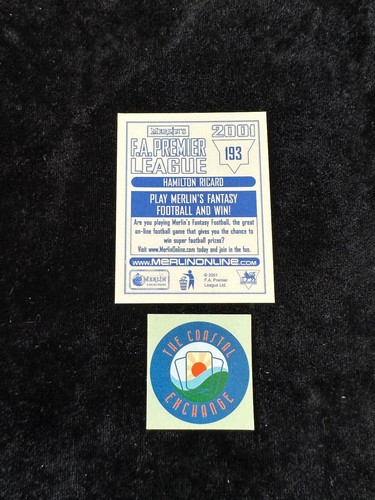 MERLIN'S
2001
F.A. PREMIER
LEAGUE
193
HAMILTON RICARD
PLAY MERLIN'S FANTASY
FOOTBALL AND WIN!
Are you playing Merlin's Fantasy Football, the great
on-line football game that gives you the chance to
win super football prizes?
Visit www.MerlinOnline.com today and join in the fun.
WWW.MERLINONLINE.COM
MERLIN
© 2001
F.A. Premier
League Ltd.
THE COASTAL
EXCHANGE